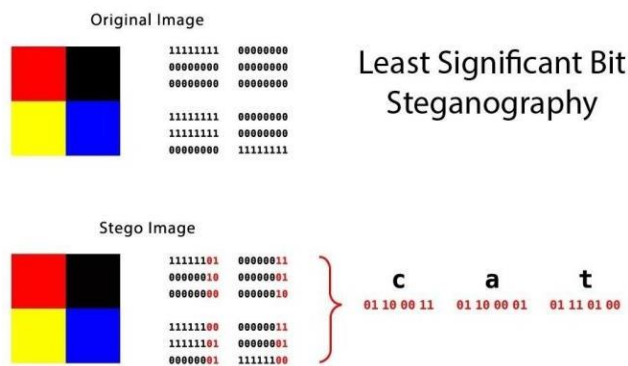 Original Image
11111111 00000000
00000000 00000000
00000000 00000000
11111111 00000000
11111111 00000000
00000000 11111111
Least Significant Bit
Steganography
Stego Image
11111101 00000011
00000010 00000001
00000000 00000010
11111100 00000011
11111101 00000001
00000001 11111100
c a t
01 10 00 11 01 10 00 01 01 11 01 00